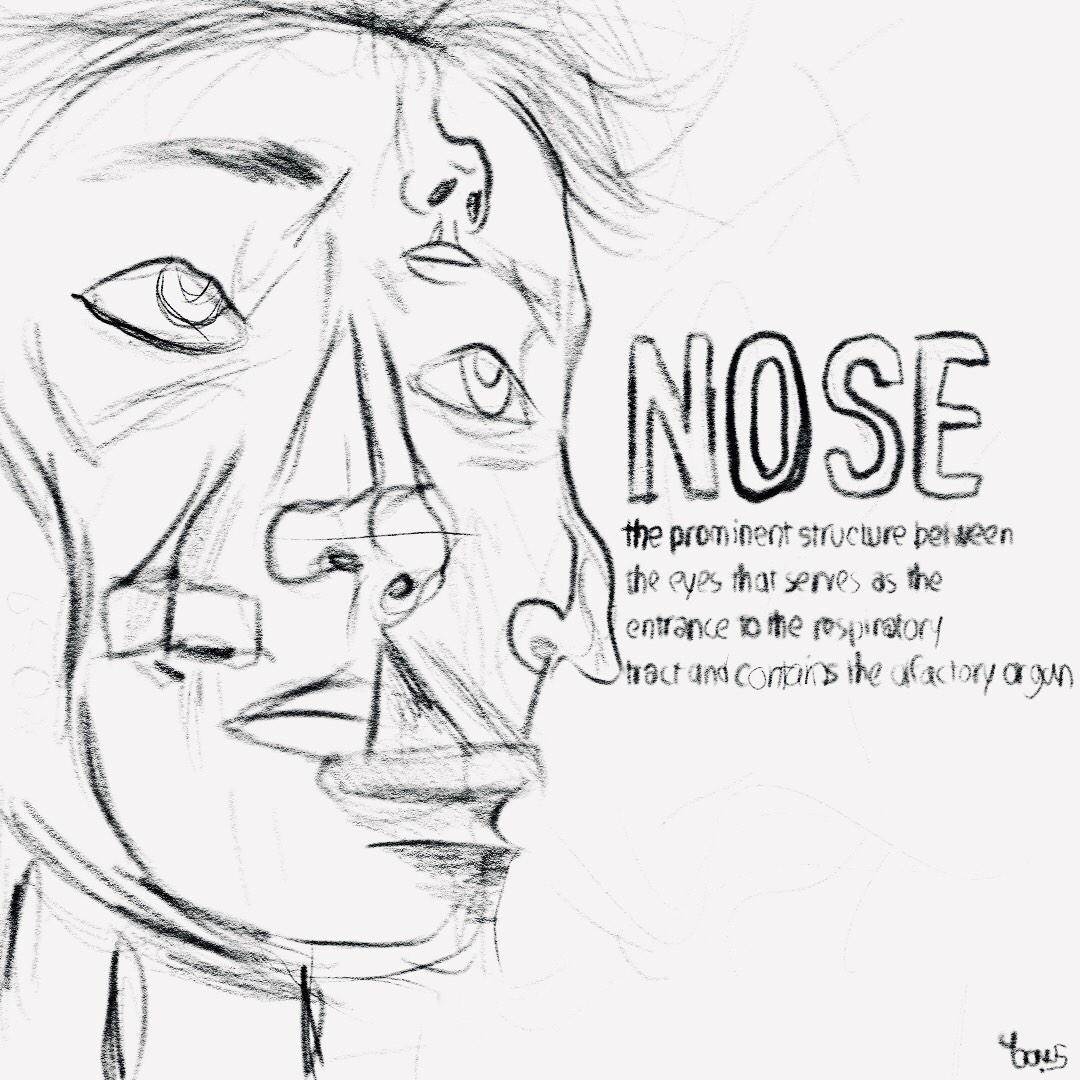 NOSE
the prominent structure between
the eyes that serves as the
entrance to the respiratory
tract and contains the olfactory organ